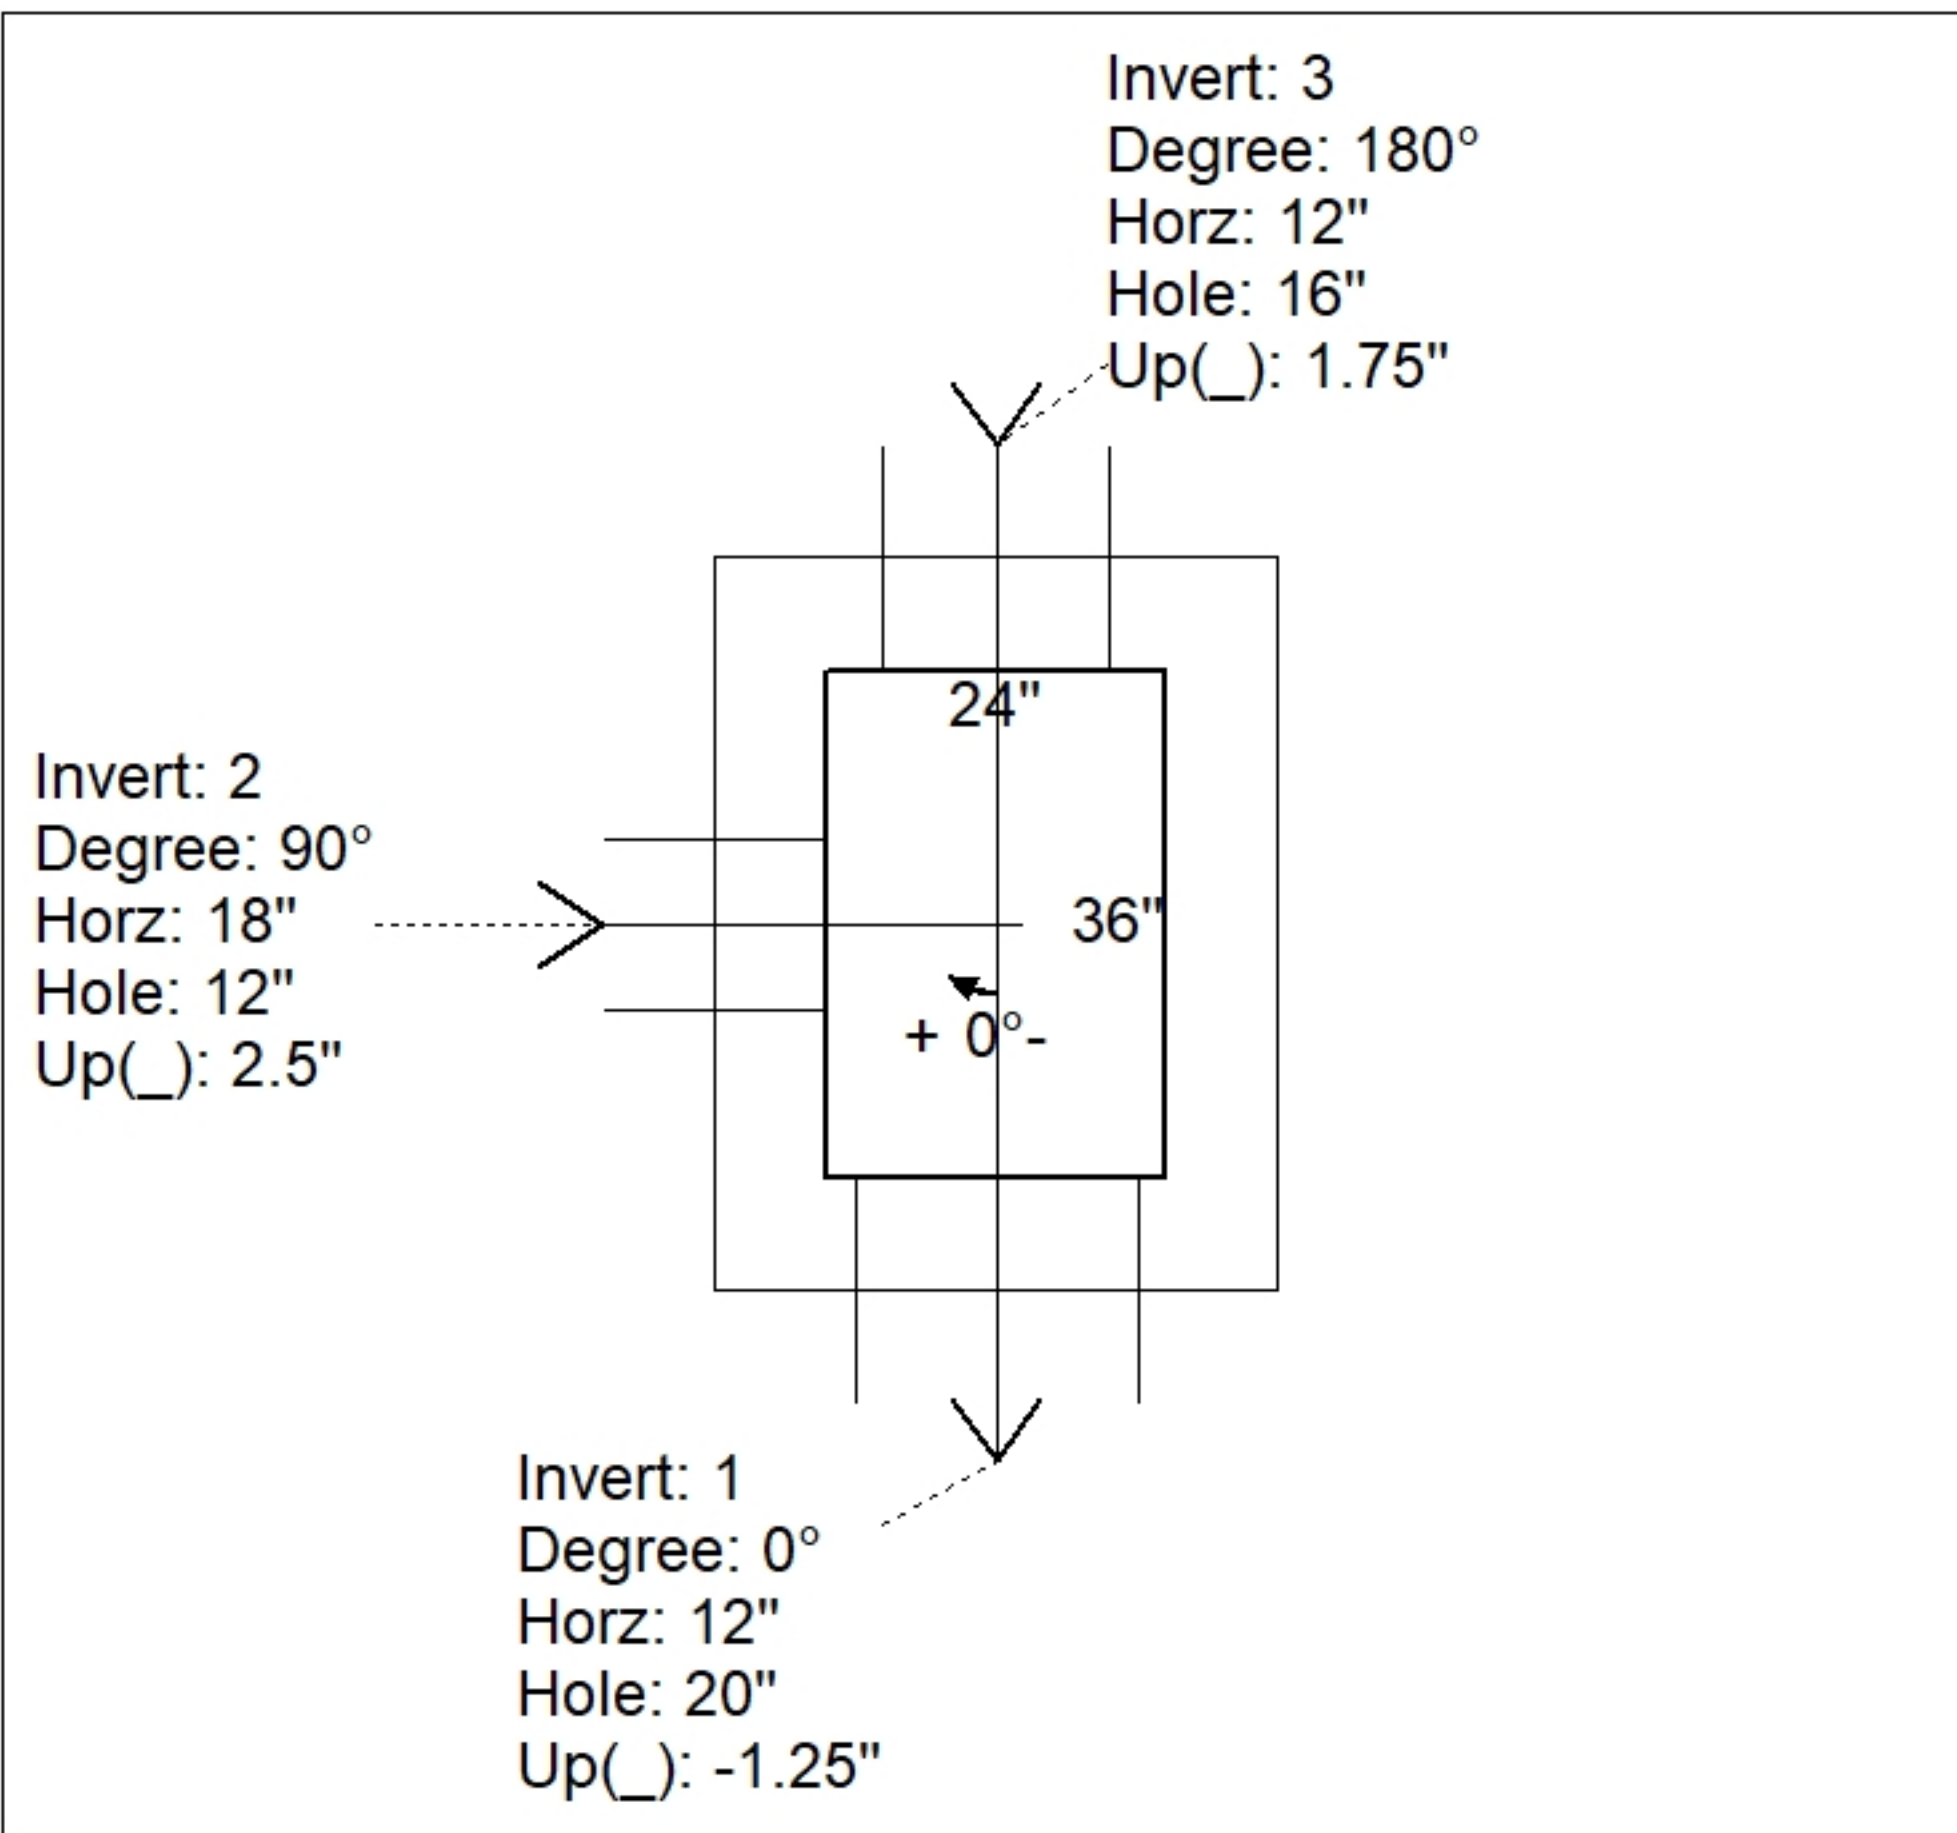 Invert: 3
Degree: 180°
Horz: 12"
Hole: 16"
Up(_): 1.75"
24"
Invert: 2
Degree: 90°
Horz: 18"
Hole: 12"
Up(_): 2.5"
36"
+ 0°-
Invert: 1
Degree: 0°
Horz: 12"
Hole: 20"
Up(_): -1.25"